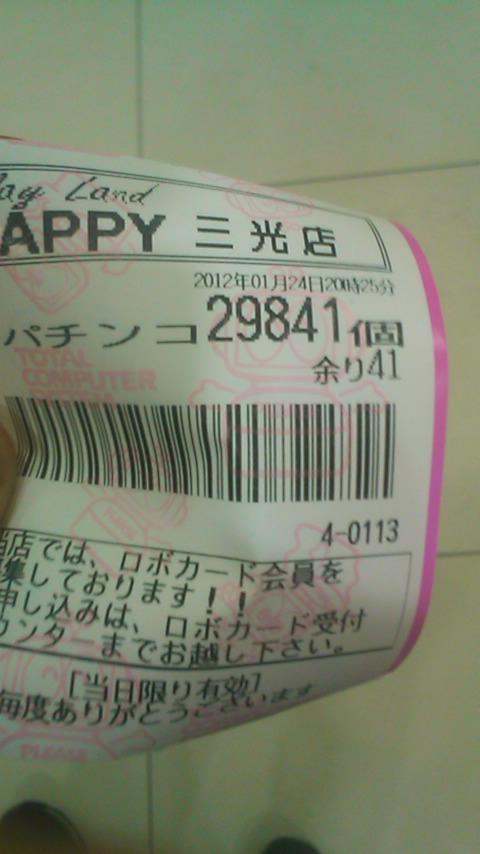 ay Land
APPY 三光店
2012年01月24日20時25分
パチンコ29841個
余り41
TOTAL
COMPUTER
4-0113
当店では、ロボカード会員を
集しております!!
申し込みは、ロボカード受付
ウンターまでお越し下さい。
[当日限り有効]
毎度ありがとうございます
PLEASE